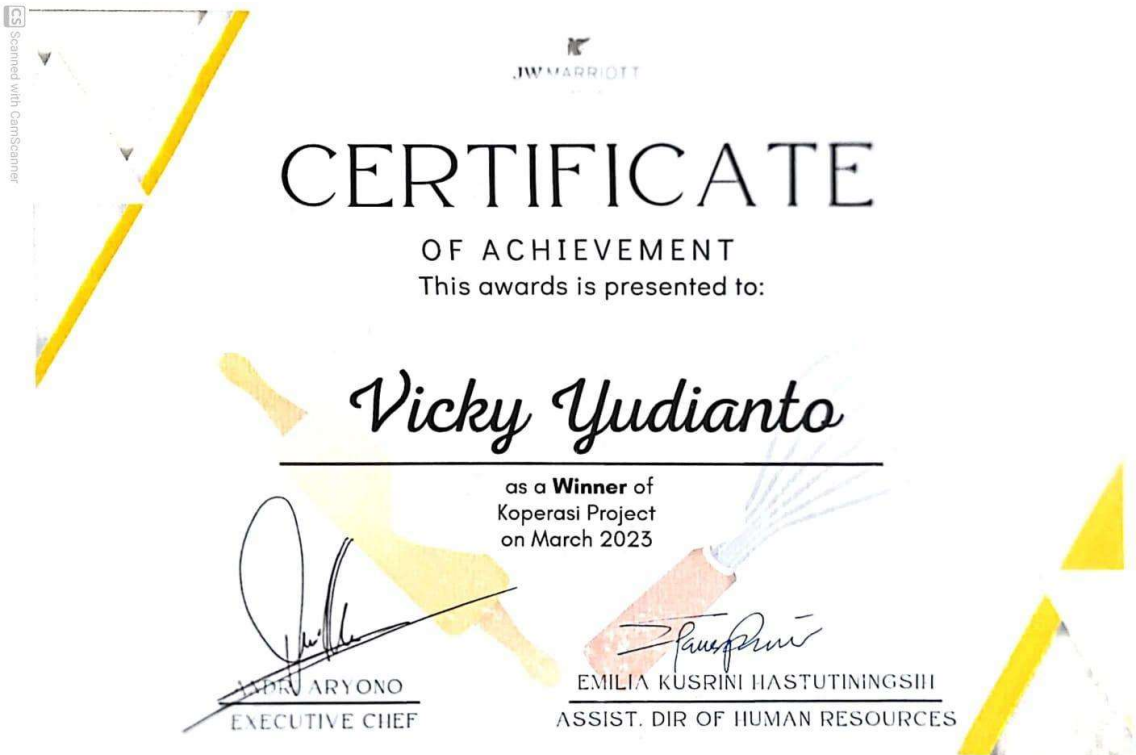 CS Scanned with CamScanner
JW MARRIOTT
CERTIFICATE
OF ACHIEVEMENT
This awards is presented to:
Vicky Yudianto
as a Winner of
Koperasi Project
on March 2023
ANDRI ARYONO
EXECUTIVE CHEF
EMILIA KUSRINI HASTUTININGSIH
ASSIST. DIR OF HUMAN RESOURCES